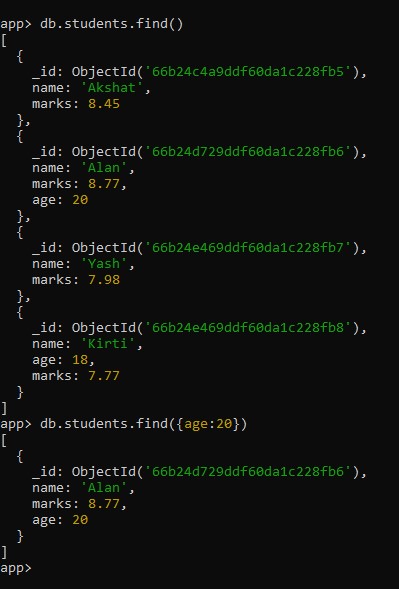 app> db.students.find()
[
  {
    _id: ObjectId('66b24c4a9ddf60da1c228fb5'),
    name: 'Akshat',
    marks: 8.45
  },
  {
    _id: ObjectId('66b24d729ddf60da1c228fb6'),
    name: 'Alan',
    marks: 8.77,
    age: 20
  },
  {
    _id: ObjectId('66b24e469ddf60da1c228fb7'),
    name: 'Yash',
    marks: 7.98
  },
  {
    _id: ObjectId('66b24e469ddf60da1c228fb8'),
    name: 'Kirti',
    age: 18,
    marks: 7.77
  }
]
app> db.students.find({age:20})
[
  {
    _id: ObjectId('66b24d729ddf60da1c228fb6'),
    name: 'Alan',
    marks: 8.77,
    age: 20
  }
]
app>